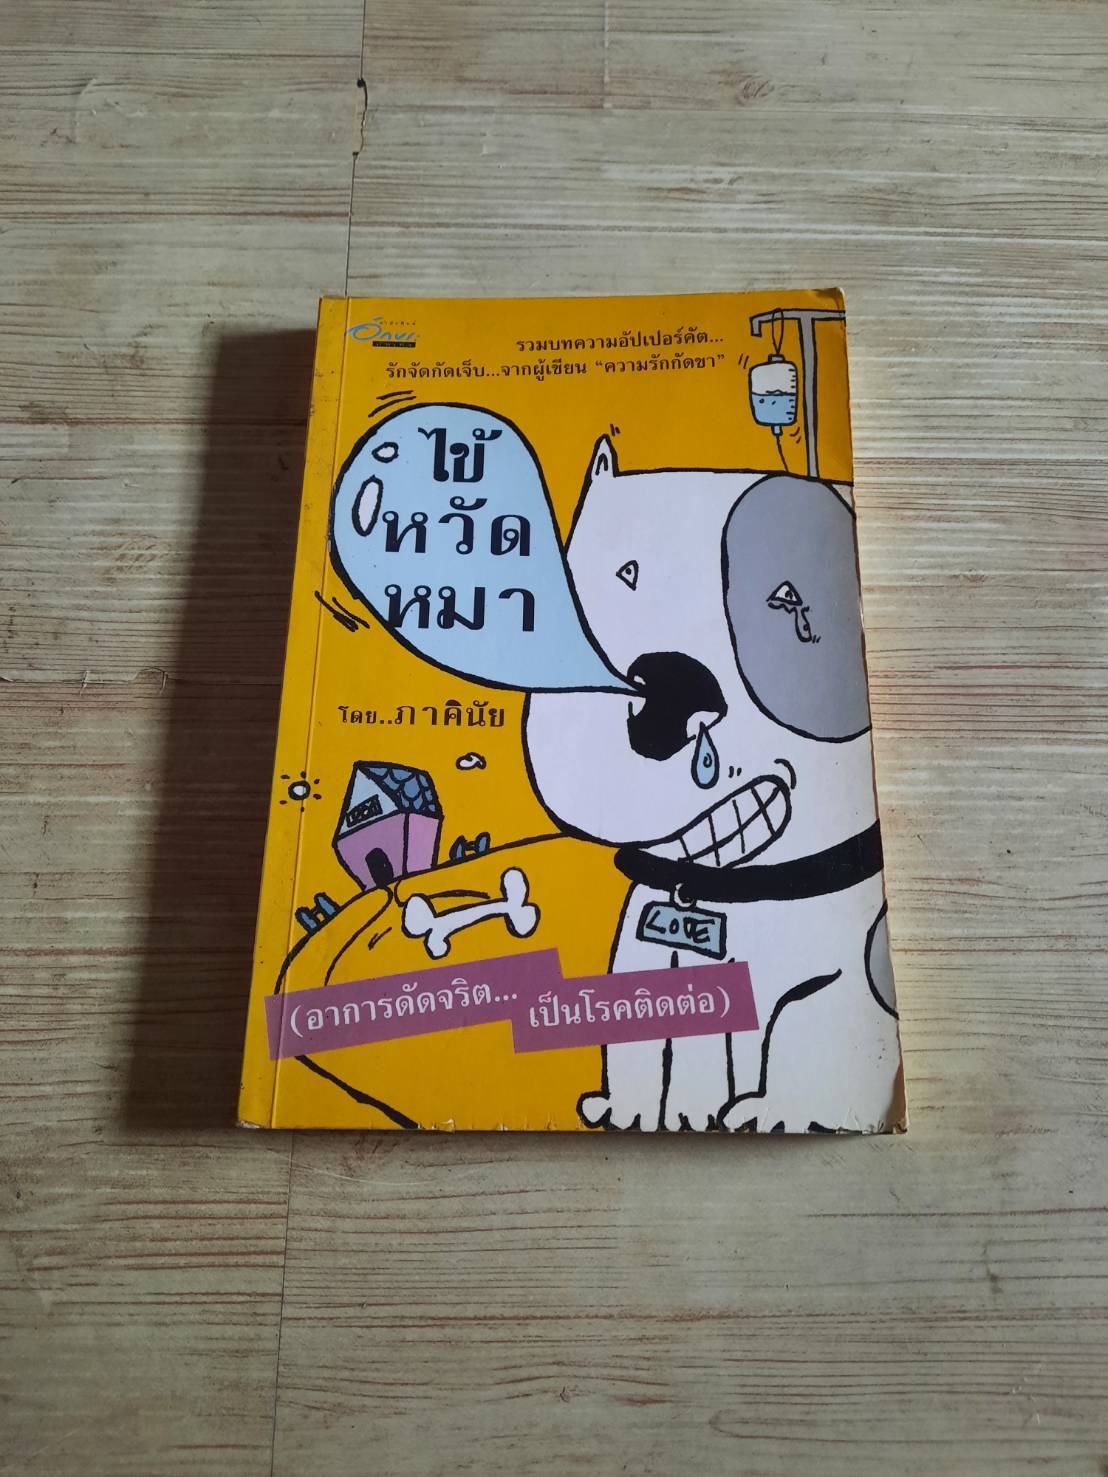 รวมบทความอัปเปอร์คัต...
รักจัดกัดเจ็บ...จากผู้เขียน “ความรักกัดขา”
ไข้
หวัด
หมา
โดย..ภาคินัย
LOVE
(อาการดัดจริต...
เป็นโรคติดต่อ)